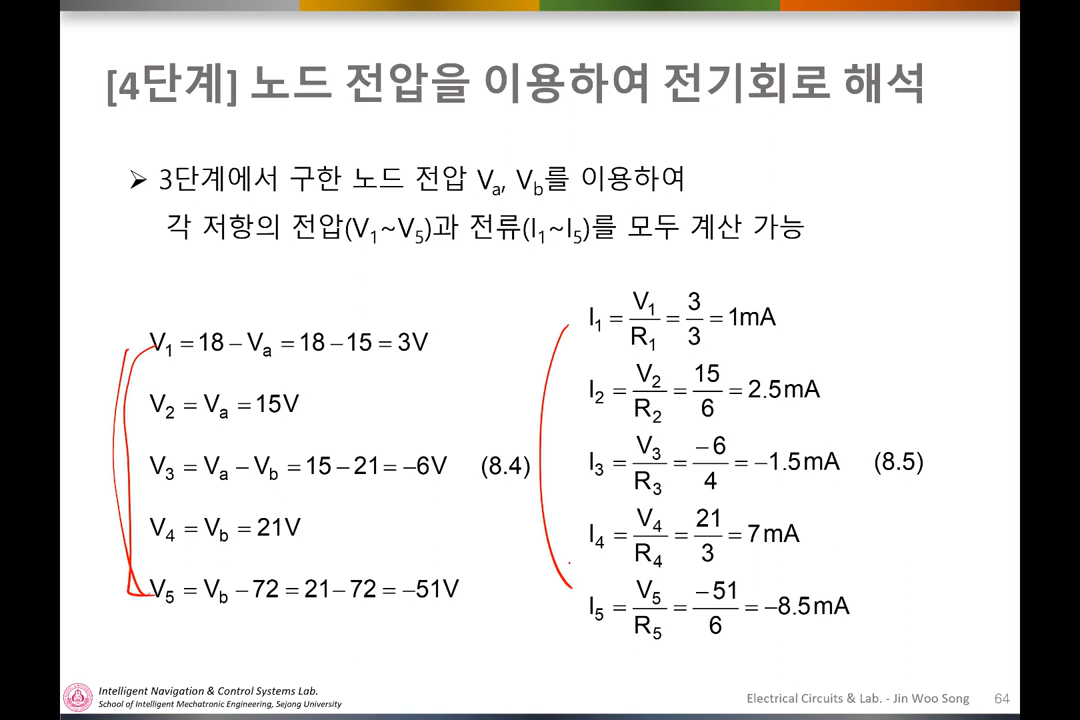 [4단계] 노드 전압을 이용하여 전기회로 해석
➢ 3단계에서 구한 노드 전압 Va, Vb를 이용하여
각 저항의 전압(V1~V5)과 전류(I1~I5)를 모두 계산 가능
V1 = 18 − Va = 18 − 15 = 3V
V2 = Va = 15V
V3 = Va − Vb = 15 − 21 = −6V (8.4)
V4 = Vb = 21V
V5 = Vb − 72 = 21 − 72 = −51V
I1 = V1/R1 = 3/3 = 1mA
I2 = V2/R2 = 15/6 = 2.5mA
I3 = V3/R3 = −6/4 = −1.5mA (8.5)
I4 = V4/R4 = 21/3 = 7mA
I5 = V5/R5 = −51/6 = −8.5mA
Intelligent Navigation & Control Systems Lab.
School of Intelligent Mechatronic Engineering, Sejong University
Electrical Circuits & Lab. - Jin Woo Song 64